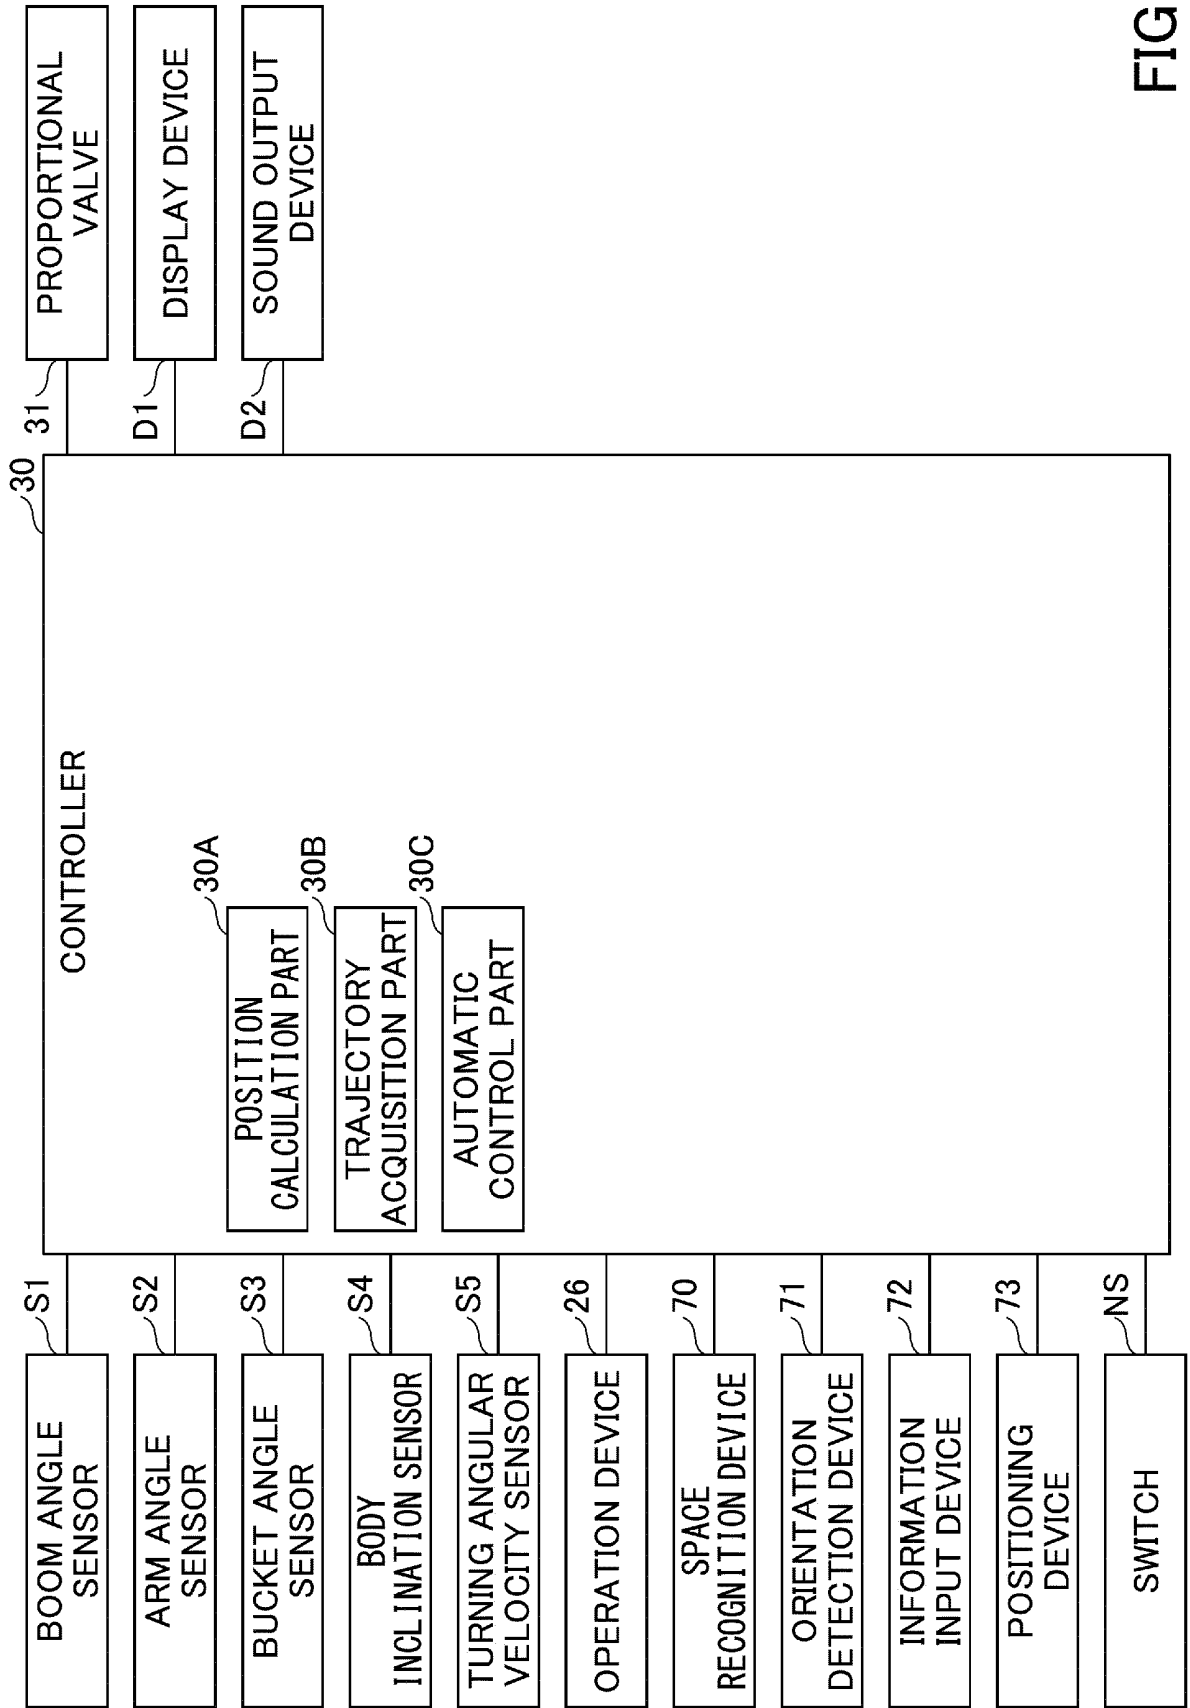 FIG
30
CONTROLLER
S1
BOOM ANGLE
SENSOR
S2
ARM ANGLE
SENSOR
S3
BUCKET ANGLE
SENSOR
S4
BODY
INCLINATION SENSOR
S5
TURNING ANGULAR
VELOCITY SENSOR
26
OPERATION DEVICE
70
SPACE
RECOGNITION DEVICE
71
ORIENTATION
DETECTION DEVICE
72
INFORMATION
INPUT DEVICE
73
POSITIONING
DEVICE
NS
SWITCH
30A
POSITION
CALCULATION PART
30B
TRAJECTORY
ACQUISITION PART
30C
AUTOMATIC
CONTROL PART
31
PROPORTIONAL
VALVE
D1
DISPLAY DEVICE
D2
SOUND OUTPUT
DEVICE